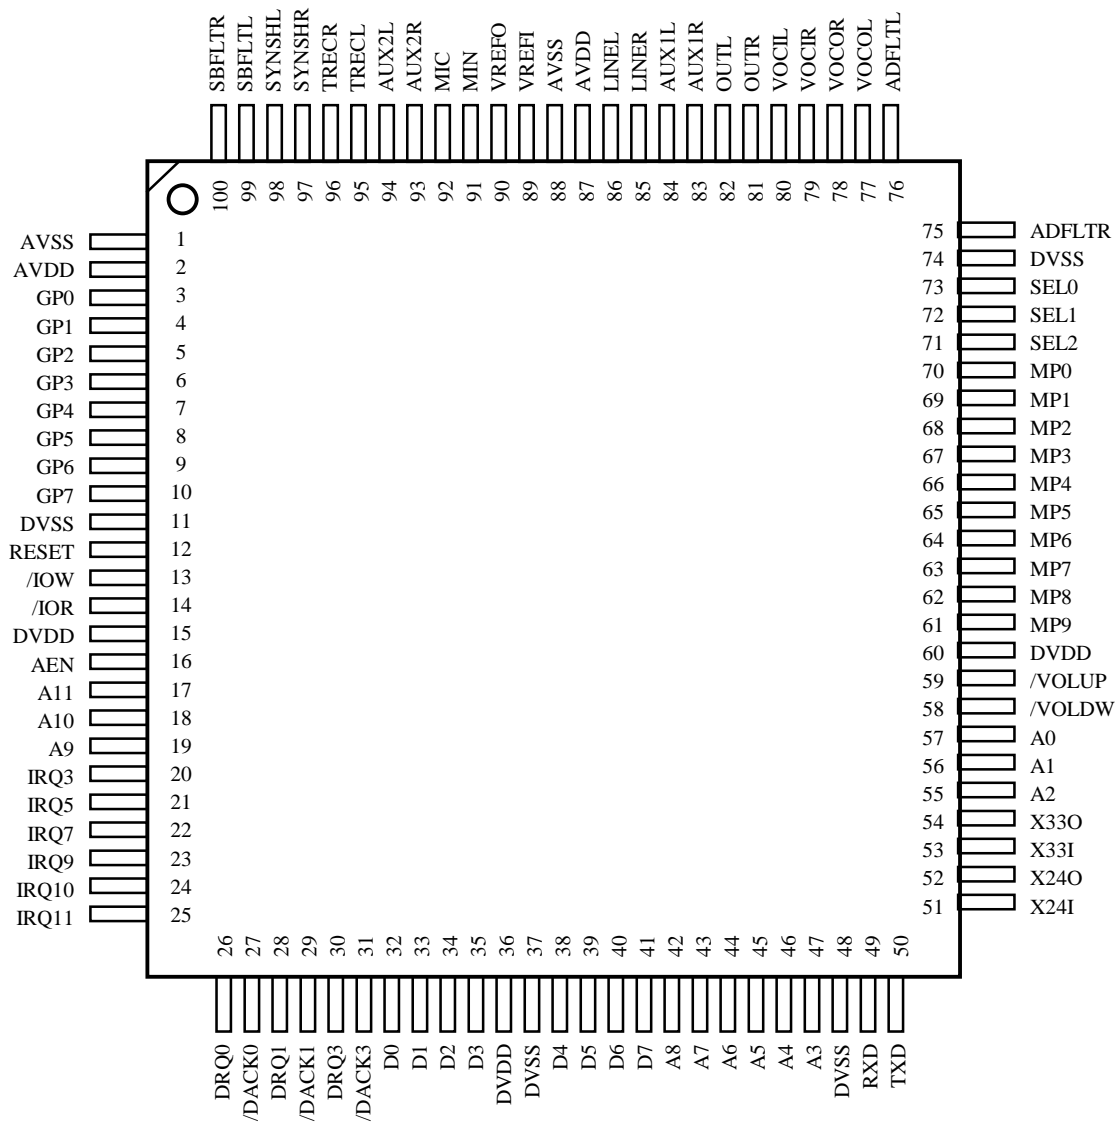 SBFLTR SBFLTL SYNSHL SYNSHR TRECR TRECL AUX2L AUX2R MIC MIN VREFO VREFI AVSS AVDD LINEL LINER AUX1L AUX1R OUTL OUTR VOCIL VOCIR VOCOR VOCOL ADFLTL
100 99 98 97 96 95 94 93 92 91 90 89 88 87 86 85 84 83 82 81 80 79 78 77 76
AVSS 1
AVDD 2
GP0 3
GP1 4
GP2 5
GP3 6
GP4 7
GP5 8
GP6 9
GP7 10
DVSS 11
RESET 12
/IOW 13
/IOR 14
DVDD 15
AEN 16
A11 17
A10 18
A9 19
IRQ3 20
IRQ5 21
IRQ7 22
IRQ9 23
IRQ10 24
IRQ11 25
75 ADFLTR
74 DVSS
73 SEL0
72 SEL1
71 SEL2
70 MP0
69 MP1
68 MP2
67 MP3
66 MP4
65 MP5
64 MP6
63 MP7
62 MP8
61 MP9
60 DVDD
59 /VOLUP
58 /VOLDW
57 A0
56 A1
55 A2
54 X33O
53 X33I
52 X24O
51 X24I
26 27 28 29 30 31 32 33 34 35 36 37 38 39 40 41 42 43 44 45 46 47 48 49 50
DRQ0 /DACK0 DRQ1 /DACK1 DRQ3 /DACK3 D0 D1 D2 D3 DVDD DVSS D4 D5 D6 D7 A8 A7 A6 A5 A4 A3 DVSS RXD TXD